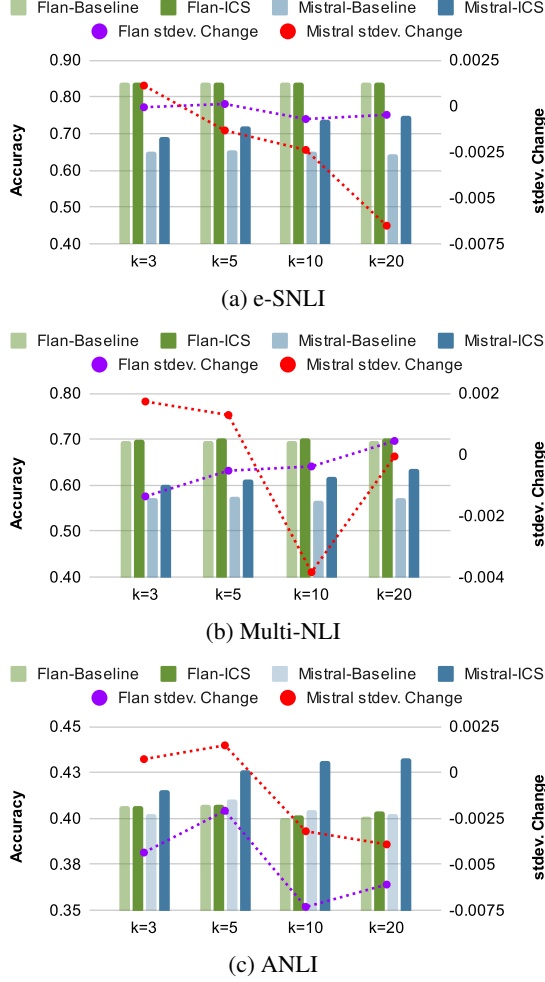 Flan-Baseline Flan-ICS Mistral-Baseline Mistral-ICS
Flan stdev. Change Mistral stdev. Change
0.90 0.0025
0.80 0
0.70 -0.0025
0.60
0.50 -0.005
0.40 -0.0075
Accuracy
stdev. Change
k=3 k=5 k=10 k=20
(a) e-SNLI
Flan-Baseline Flan-ICS Mistral-Baseline Mistral-ICS
Flan stdev. Change Mistral stdev. Change
0.80 0.002
0.70 0
0.60
0.50 -0.002
0.40 -0.004
Accuracy
stdev. Change
k=3 k=5 k=10 k=20
(b) Multi-NLI
Flan-Baseline Flan-ICS Mistral-Baseline Mistral-ICS
Flan stdev. Change Mistral stdev. Change
0.45 0.0025
0.43 0
0.40 -0.0025
0.38 -0.005
0.35 -0.0075
Accuracy
stdev. Change
k=3 k=5 k=10 k=20
(c) ANLI